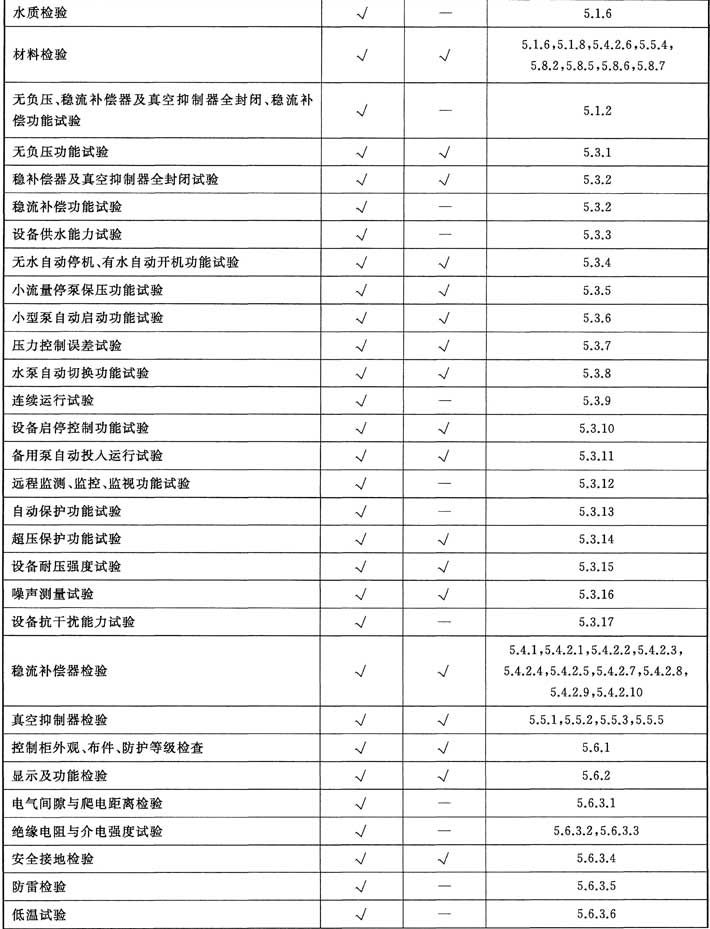 水质检验 √ — 5.1.6
材料检验 √ √ 5.1.6,5.1.8,5.4.2.6,5.5.4,
5.8.2,5.8.5,5.8.6,5.8.7
无负压、稳流补偿器及真空抑制器全封闭、稳流补
偿功能试验 √ — 5.1.2
无负压功能试验 √ √ 5.3.1
稳补偿器及真空抑制器全封闭试验 √ √ 5.3.2
稳流补偿功能试验 √ — 5.3.2
设备供水能力试验 √ — 5.3.3
无水自动停机、有水自动开机功能试验 √ √ 5.3.4
小流量停泵保压功能试验 √ √ 5.3.5
小型泵自动启动功能试验 √ √ 5.3.6
压力控制误差试验 √ √ 5.3.7
水泵自动切换功能试验 √ √ 5.3.8
连续运行试验 √ — 5.3.9
设备启停控制功能试验 √ √ 5.3.10
备用泵自动投入运行试验 √ √ 5.3.11
远程监测、监控、监视功能试验 √ — 5.3.12
自动保护功能试验 √ — 5.3.13
超压保护功能试验 √ √ 5.3.14
设备耐压强度试验 √ √ 5.3.15
噪声测量试验 √ √ 5.3.16
设备抗干扰能力试验 √ — 5.3.17
稳流补偿器检验 √ √ 5.4.1,5.4.2.1,5.4.2.2,5.4.2.3,
5.4.2.4,5.4.2.5,5.4.2.7,5.4.2.8,
5.4.2.9,5.4.2.10
真空抑制器检验 √ √ 5.5.1,5.5.2,5.5.3,5.5.5
控制柜外观、布件、防护等级检查 √ √ 5.6.1
显示及功能检验 √ √ 5.6.2
电气间隙与爬电距离检验 √ — 5.6.3.1
绝缘电阻与介电强度试验 √ — 5.6.3.2,5.6.3.3
安全接地检验 √ √ 5.6.3.4
防雷检验 √ — 5.6.3.5
低温试验 √ — 5.6.3.6